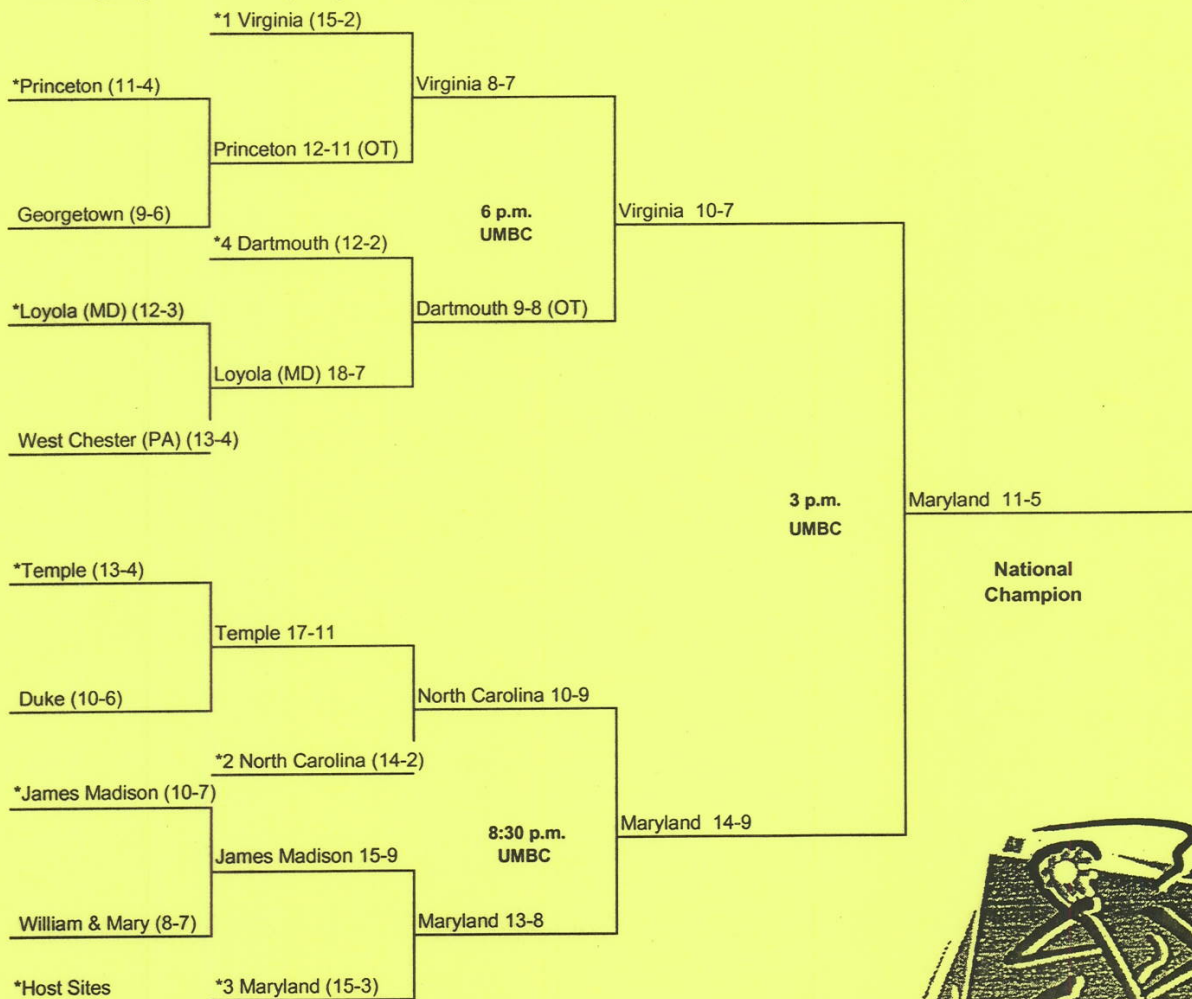 *1 Virginia (15-2)
*Princeton (11-4)
Virginia 8-7
Princeton 12-11 (OT)
Georgetown (9-6)
6 p.m.
UMBC
Virginia 10-7
*4 Dartmouth (12-2)
*Loyola (MD) (12-3)
Dartmouth 9-8 (OT)
Loyola (MD) 18-7
West Chester (PA) (13-4)
3 p.m.
UMBC
Maryland 11-5
National
Champion
*Temple (13-4)
Temple 17-11
Duke (10-6)
North Carolina 10-9
*2 North Carolina (14-2)
*James Madison (10-7)
8:30 p.m.
UMBC
Maryland 14-9
James Madison 15-9
William & Mary (8-7)
Maryland 13-8
*Host Sites
*3 Maryland (15-3)